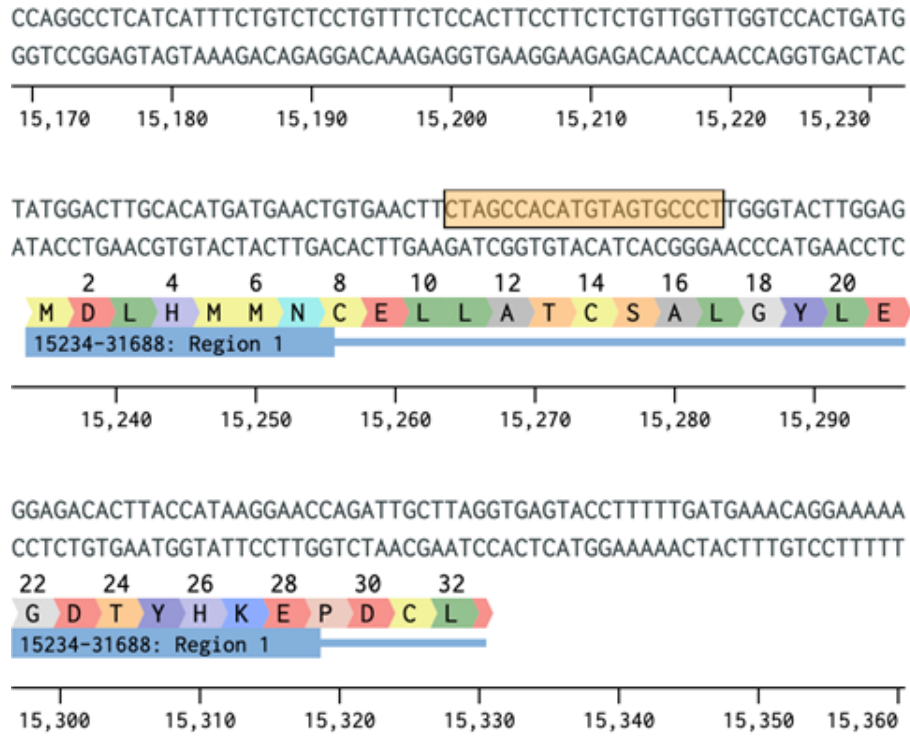 CCAGGCCTCATCATTTCTGTCTCCTGTTTCTCCACTTCCTTCTCTGTTGGTTGGTCCACTGATG
GGTCCGGAGTAGTAAAGACAGAGGACAAAGAGGTGAAGGAAGAGACAACCAACCAGGTGACTAC
15,170 15,180 15,190 15,200 15,210 15,220 15,230
TATGGACTTGCACATGATGAACTGTGAACTTCTAGCCACATGTAGTGCCCTTGGGTACTTGGAG
ATACCTGAACGTGTACTACTTGACACTTGAAGATCGGTGTACATCACGGGAACCCATGAACCTC
2 4 6 8 10 12 14 16 18 20
M D L H M M N C E L L A T C S A L G Y L E
15234-31688: Region 1
15,240 15,250 15,260 15,270 15,280 15,290
GGAGACACTTACCATAAGGAACCAGATTGCTTAGGTGAGTACCTTTTTGATGAAACAGGAAAAA
CCTCTGTGAATGGTATTCCTTGGTCTAACGAATCCACTCATGGAAAAACTACTTTGTCCTTTTT
22 24 26 28 30 32
G D T Y H K E P D C L
15234-31688: Region 1
15,300 15,310 15,320 15,330 15,340 15,350 15,360